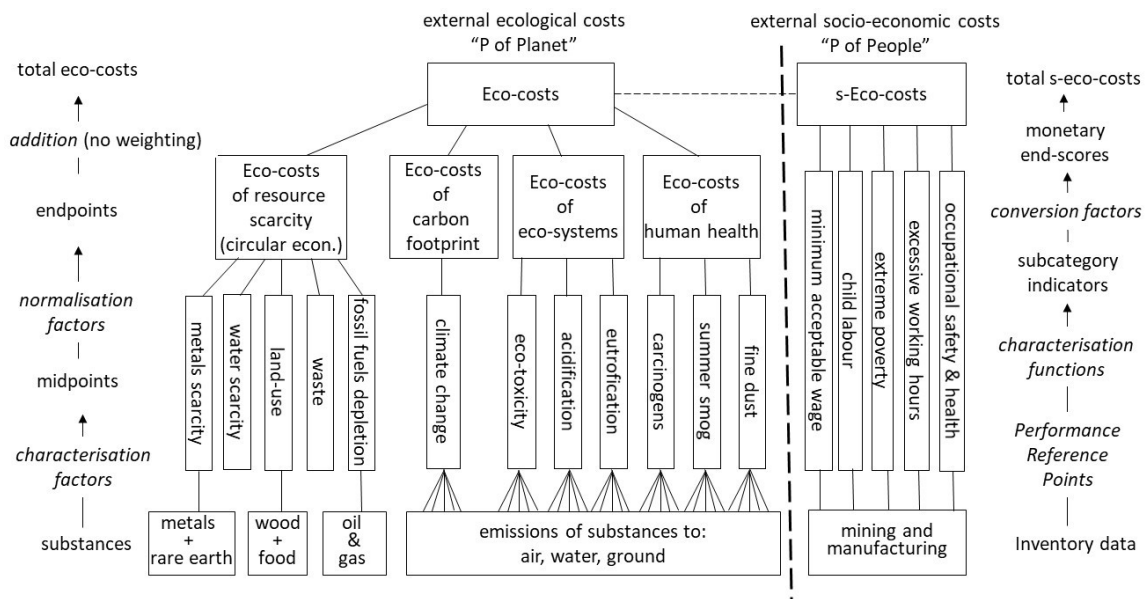 external ecological costs
“P of Planet”
external socio-economic costs
“P of People”
total eco-costs
addition (no weighting)
endpoints
normalisation
factors
midpoints
characterisation
factors
substances
Eco-costs
s-Eco-costs
Eco-costs
of resource
scarcity
(circular econ.)
Eco-costs
of
carbon
footprint
Eco-costs
of
eco-systems
Eco-costs
of
human health
metals scarcity
water scarcity
land-use
waste
fossil fuels depletion
climate change
eco-toxicity
acidification
eutrofication
carcinogens
summer smog
fine dust
minimum acceptable wage
child labour
extreme poverty
excessive working hours
occupational safety & health
metals
+
rare earth
wood
+
food
oil
&
gas
emissions of substances to:
air, water, ground
mining and
manufacturing
total s-eco-costs
monetary
end-scores
conversion factors
subcategory
indicators
characterisation
functions
Performance
Reference
Points
Inventory data